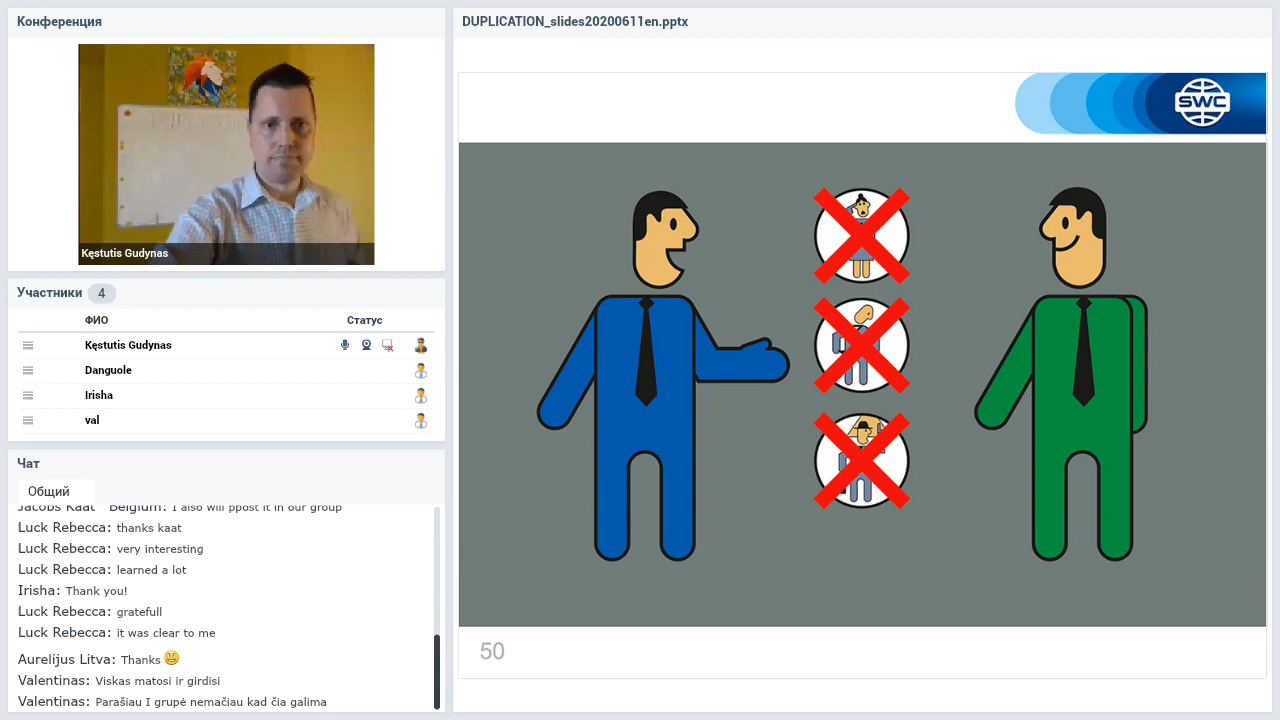 Конференция
Kęstutis Gudynas
Участники 4
ФИО Статус
Kęstutis Gudynas
Danguole
Irisha
val
Чат
Общий
Jacobs Kaat Belgium: I also will ppost it in our group
Luck Rebecca: thanks kaat
Luck Rebecca: very interesting
Luck Rebecca: learned a lot
Irisha: Thank you!
Luck Rebecca: gratefull
Luck Rebecca: it was clear to me
Aurelijus Litva: Thanks
Valentinas: Viskas matosi ir girdisi
Valentinas: Parašiau I grupė nemačiau kad čia galima
DUPLICATION_slides20200611en.pptx
SWC
50